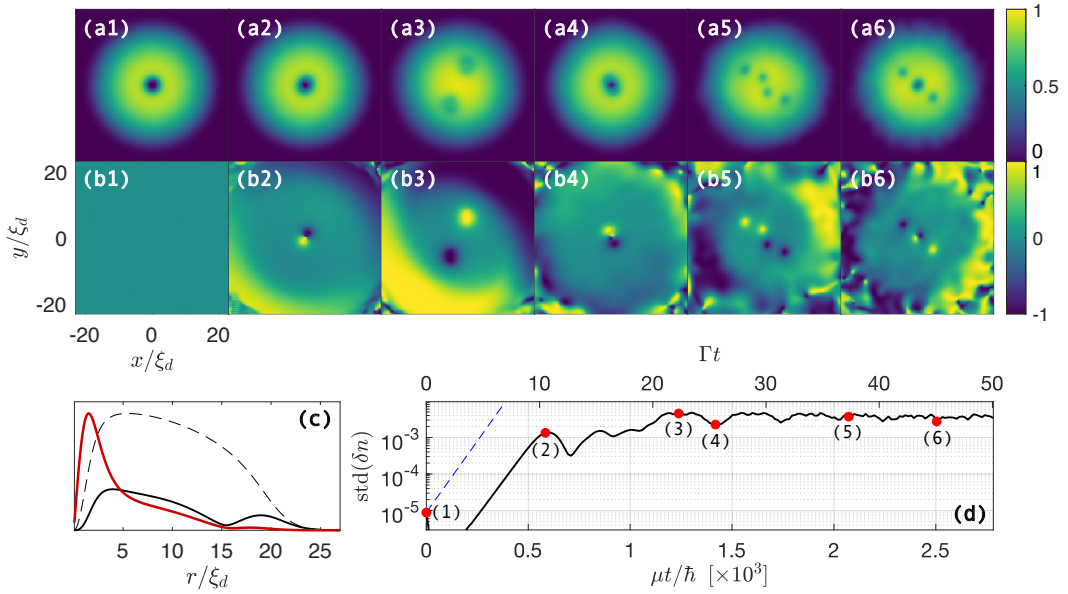 (a1) (a2) (a3) (a4) (a5) (a6)
1
0.5
0
(b1) (b2) (b3) (b4) (b5) (b6)
1
0
-1
20
0
-20
y/ξ_d
-20 0 20
x/ξ_d
(c)
5 10 15 20 25
r/ξ_d
Γt
0 10 20 30 40 50
std(δn)
10^-3
10^-4
10^-5
(1) (2) (3) (4) (5) (6)
(d)
0 0.5 1 1.5 2 2.5
μt/ħ [×10^3]